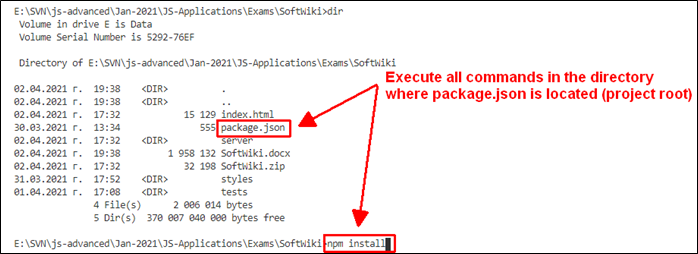 E:\SVN\js-advanced\Jan-2021\JS-Applications\Exams\SoftWiki>dir
Volume in drive E is Data
Volume Serial Number is 5292-76EF
Directory of E:\SVN\js-advanced\Jan-2021\JS-Applications\Exams\SoftWiki
Execute all commands in the directory
where package.json is located (project root)
02.04.2021 г. 19:38 <DIR> .
02.04.2021 г. 19:38 <DIR> ..
02.04.2021 г. 17:32 15 129 index.html
30.03.2021 г. 13:34 555 package.json
02.04.2021 г. 17:32 <DIR> server
02.04.2021 г. 19:38 1 958 132 SoftWiki.docx
02.04.2021 г. 17:32 32 198 SoftWiki.zip
31.03.2021 г. 17:52 <DIR> styles
01.04.2021 г. 17:08 <DIR> tests
4 File(s) 2 006 014 bytes
5 Dir(s) 370 007 040 000 bytes free
E:\SVN\js-advanced\Jan-2021\JS-Applications\Exams\SoftWiki>npm install